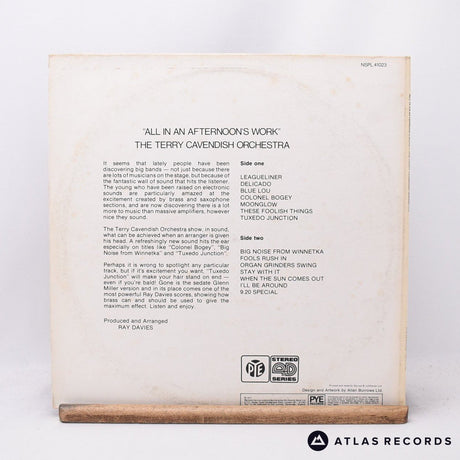 NSPL 41023
"ALL IN AN AFTERNOON'S WORK"
THE TERRY CAVENDISH ORCHESTRA
It seems that lately people have been
discovering big bands — not just because there
are lots of musicians on the stage, but because of
the fantastic wall of sound that hits the listener.
The young who have been raised on electronic
sounds are particularly amazed at the
excitement created by brass and saxophone
sections, and are now discovering there is a lot
more to music than massive amplifiers, however
nice they sound.
The Terry Cavendish Orchestra show, in sound,
what can be achieved when an arranger is given
his head. A refreshingly new sound hits the ear
especially on titles like "Colonel Bogey", "Big
Noise from Winnetka" and "Tuxedo Junction".
Perhaps it is wrong to spotlight any particular
track, but if it's excitement you want, "Tuxedo
Junction" will make your hair stand on end —
even if you're bald! Gone is the sedate Glenn
Miller version and in its place comes one of the
most powerful Ray Davies scores, showing how
brass can and should be used to give the
maximum effect. Listen and enjoy.
Produced and Arranged
RAY DAVIES
Side one
LEAGUELINER
DELICADO
BLUE LOU
COLONEL BOGEY
MOONGLOW
THESE FOOLISH THINGS
TUXEDO JUNCTION
Side two
BIG NOISE FROM WINNETKA
FOOLS RUSH IN
ORGAN GRINDERS SWING
STAY WITH IT
WHEN THE SUN COMES OUT
I'LL BE AROUND
9.20 SPECIAL
PYE
STEREO
QD
SERIES
Design and Artwork by Allan Burrows Ltd.
PYE
ATLAS RECORDS